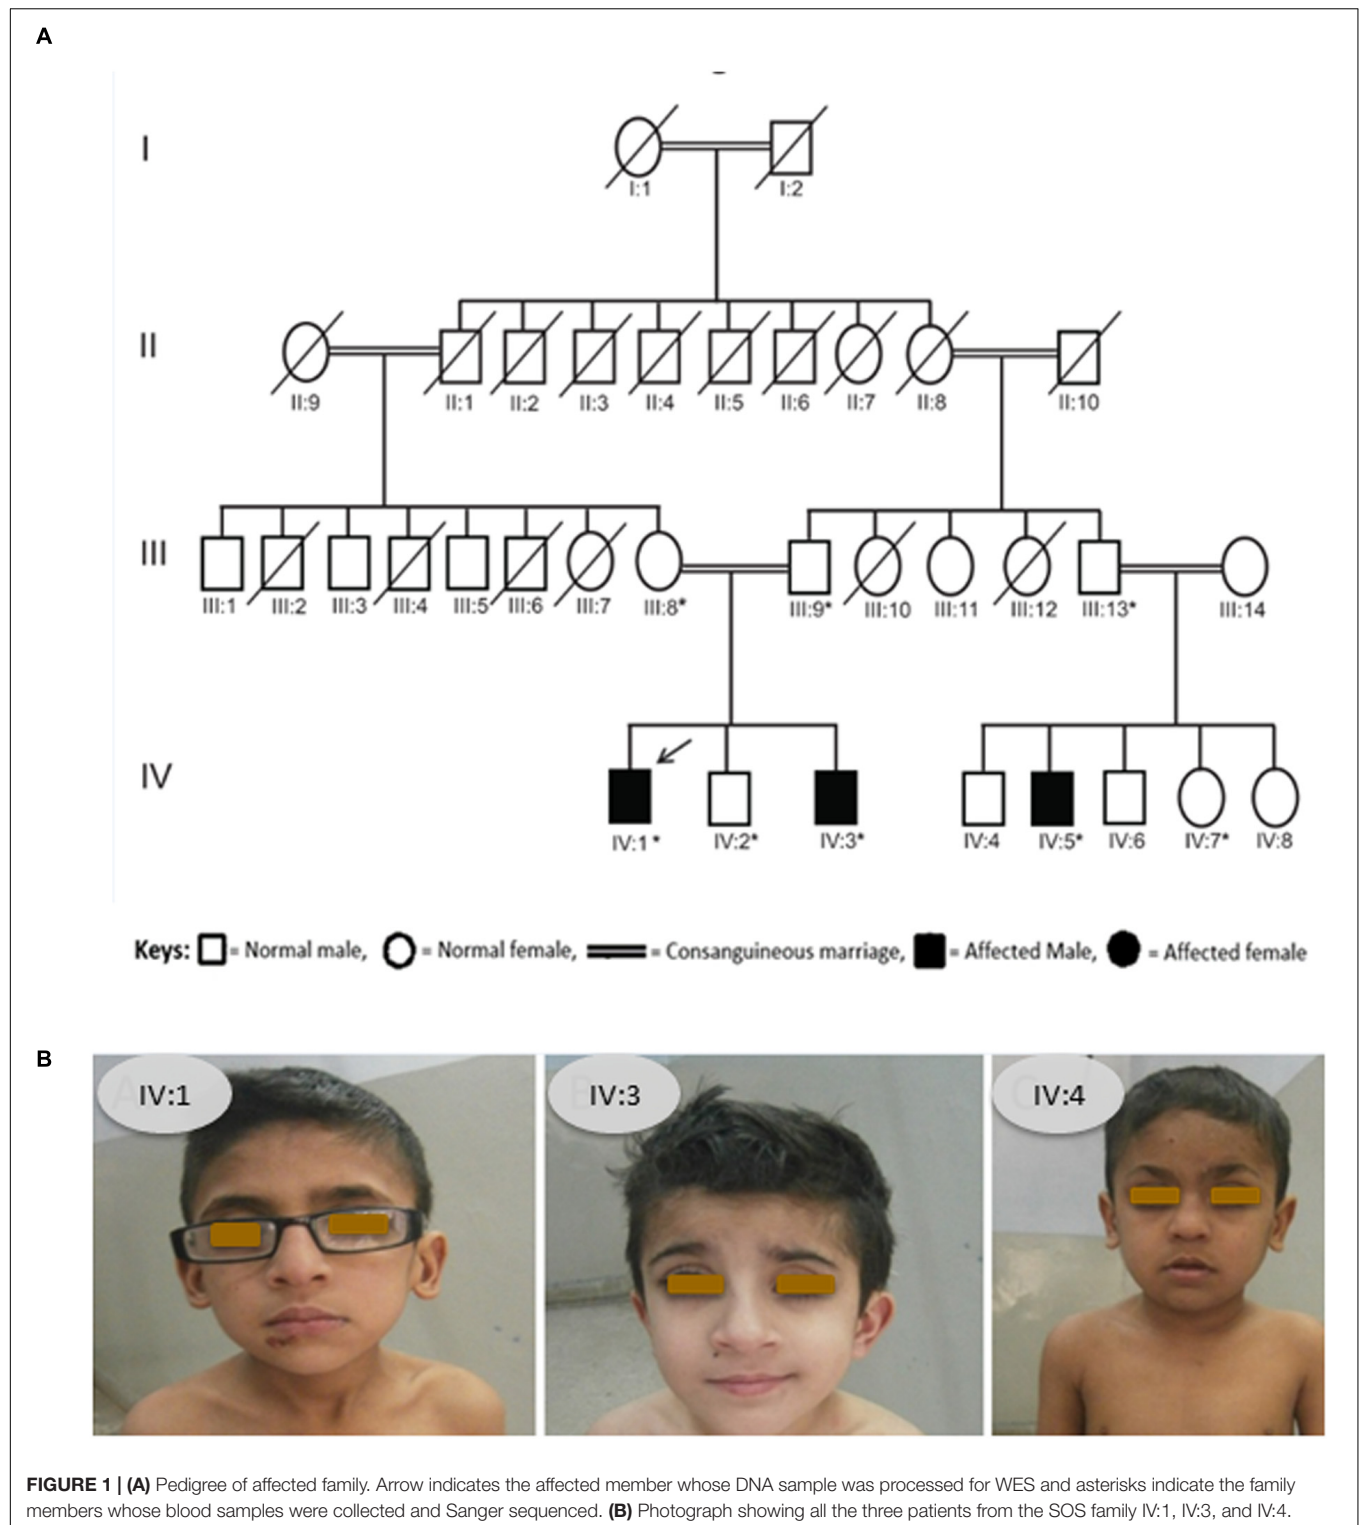 A
I
I:1 I:2
II
II:9 II:1 II:2 II:3 II:4 II:5 II:6 II:7 II:8 II:10
III
III:1 III:2 III:3 III:4 III:5 III:6 III:7 III:8* III:9* III:10 III:11 III:12 III:13* III:14
IV
IV:1* IV:2* IV:3* IV:4 IV:5* IV:6 IV:7* IV:8
Keys: = Normal male, = Normal female, = Consanguineous marriage, = Affected Male, = Affected female
B
IV:1 IV:3 IV:4
FIGURE 1 | (A) Pedigree of affected family. Arrow indicates the affected member whose DNA sample was processed for WES and asterisks indicate the family
members whose blood samples were collected and Sanger sequenced. (B) Photograph showing all the three patients from the SOS family IV:1, IV:3, and IV:4.